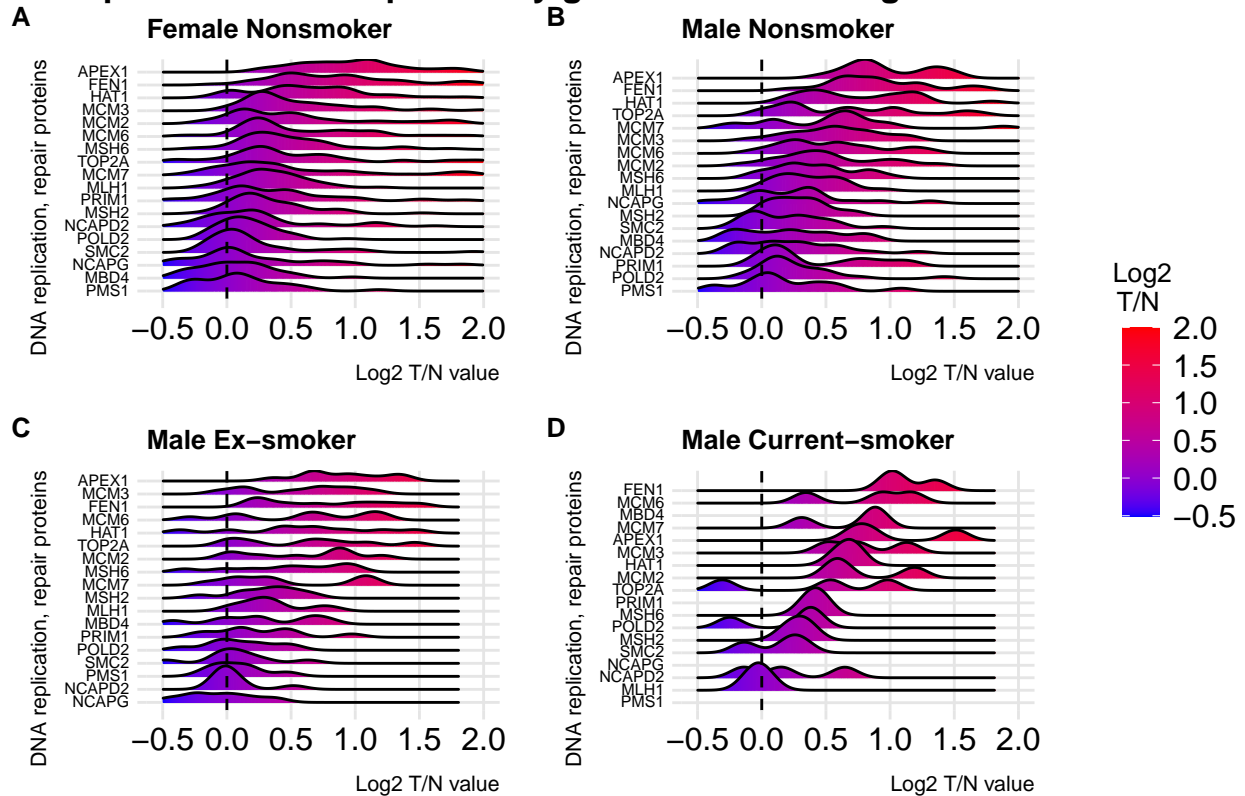 A
Female Nonsmoker
DNA replication, repair proteins
APEX1
FEN1
HAT1
MCM3
MCM2
MCM6
MSH6
TOP2A
MCM7
MLH1
PRIM1
MSH2
NCAPD2
POLD2
SMC2
NCAPG
MBD4
PMS1
−0.5 0.0 0.5 1.0 1.5 2.0
Log2 T/N value
B
Male Nonsmoker
DNA replication, repair proteins
APEX1
FEN1
HAT1
TOP2A
MCM7
MCM3
MCM6
MCM2
MSH6
MLH1
NCAPG
MSH2
SMC2
MBD4
NCAPD2
PRIM1
POLD2
PMS1
−0.5 0.0 0.5 1.0 1.5 2.0
Log2 T/N value
C
Male Ex−smoker
DNA replication, repair proteins
APEX1
MCM3
FEN1
MCM6
HAT1
TOP2A
MCM2
MSH6
MCM7
MSH2
MLH1
MBD4
PRIM1
POLD2
SMC2
PMS1
NCAPD2
NCAPG
−0.5 0.0 0.5 1.0 1.5 2.0
Log2 T/N value
D
Male Current−smoker
DNA replication, repair proteins
FEN1
MCM6
MBD4
MCM7
APEX1
MCM3
HAT1
MCM2
TOP2A
PRIM1
MSH6
POLD2
MSH2
SMC2
NCAPG
NCAPD2
MLH1
PMS1
−0.5 0.0 0.5 1.0 1.5 2.0
Log2 T/N value
Log2
T/N
2.0
1.5
1.0
0.5
0.0
−0.5